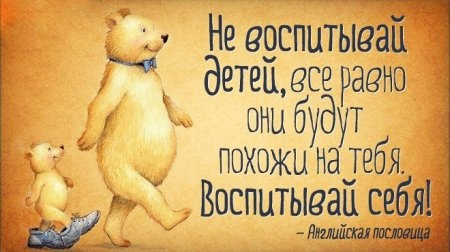 Не воспитывай
детей, все равно
они будут
похожи на тебя.
Воспитывай себя!
– Английская пословица